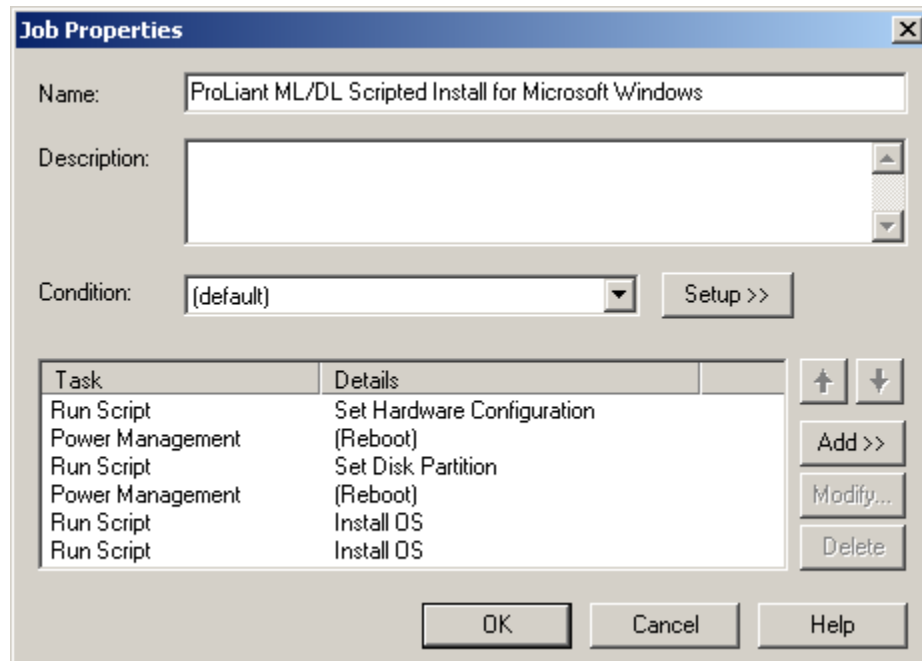 Job Properties
Name: ProLiant ML/DL Scripted Install for Microsoft Windows
Description:
Condition: (default) Setup >>
Task Details
Run Script Set Hardware Configuration
Power Management (Reboot)
Run Script Set Disk Partition
Power Management (Reboot)
Run Script Install OS
Run Script Install OS
Add >>
Modify...
Delete
OK Cancel Help